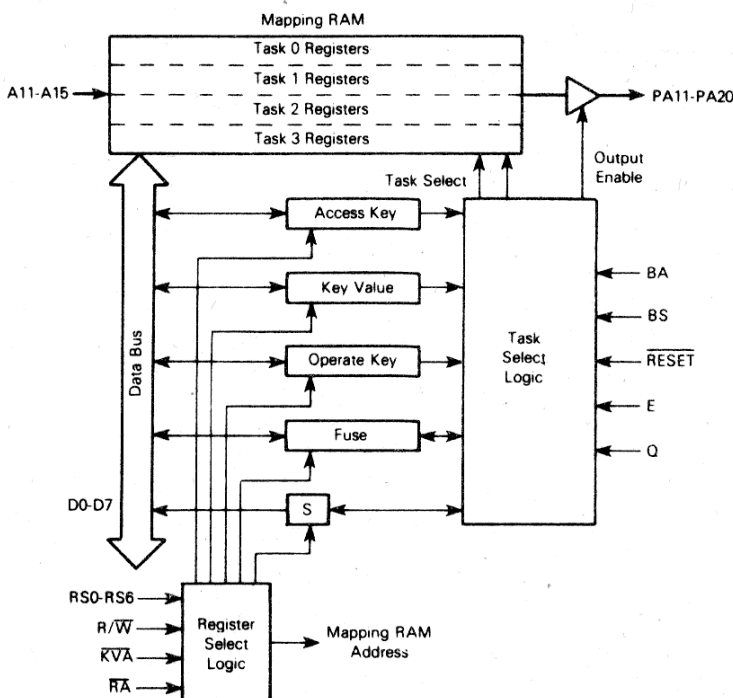 Mapping RAM
Task 0 Registers
Task 1 Registers
Task 2 Registers
Task 3 Registers
A11-A15
PA11-PA20
Output
Enable
Task Select
Access Key
Key Value
Operate Key
Fuse
S
Data Bus
D0-D7
Task
Select
Logic
BA
BS
RESET
E
Q
RS0-RS6
R/W
KVA
RA
Register
Select
Logic
Mapping RAM
Address